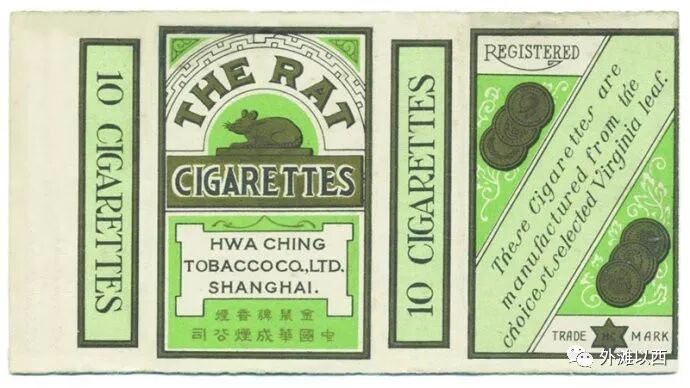 10 CIGARETTES
THE RAT
CIGARETTES
HWA CHING
TOBACCO CO., LTD.
SHANGHAI.
金鼠牌香煙
中國華成煙公司
10 CIGARETTES
REGISTERED
These Cigarettes are
manufactured from the
choicest selected Virginia leaf.
TRADE MARK
外滩以西